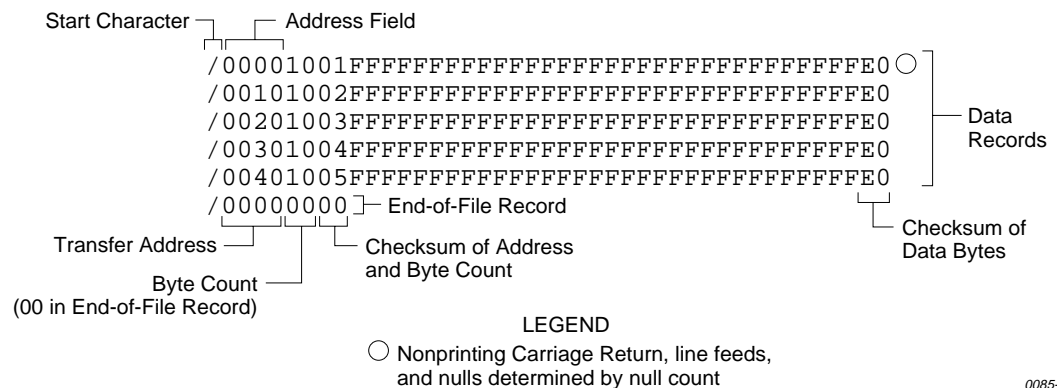 Start Character
Address Field
/00001001FFFFFFFFFFFFFFFFFFFFFFFFFFFFFFFFE0
/00101002FFFFFFFFFFFFFFFFFFFFFFFFFFFFFFFFE0
/00201003FFFFFFFFFFFFFFFFFFFFFFFFFFFFFFFFE0
/00301004FFFFFFFFFFFFFFFFFFFFFFFFFFFFFFFFE0
/00401005FFFFFFFFFFFFFFFFFFFFFFFFFFFFFFFFE0
/00000000
Data
Records
End-of-File Record
Transfer Address
Checksum of Address
and Byte Count
Checksum of
Data Bytes
Byte Count
(00 in End-of-File Record)
LEGEND
Nonprinting Carriage Return, line feeds,
and nulls determined by null count
0085-